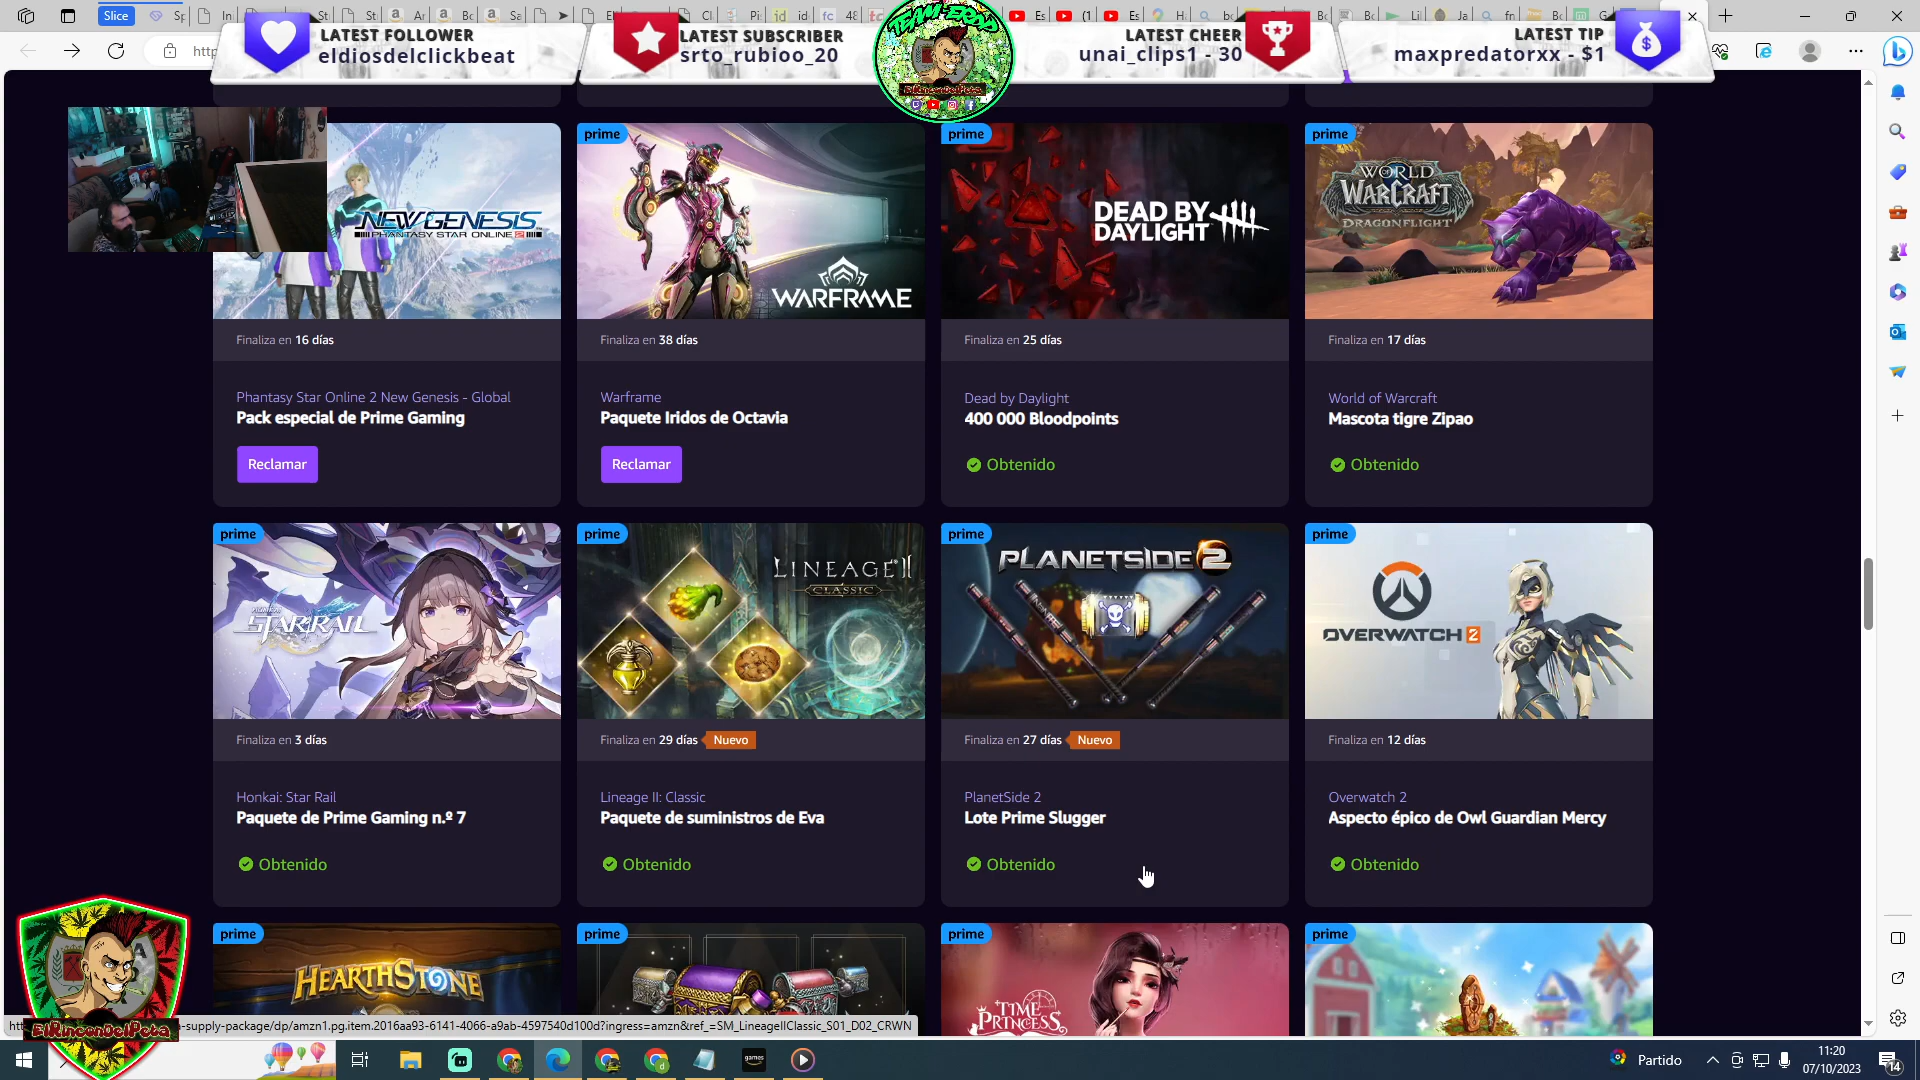 Slice
LATEST FOLLOWER
eldiosdelclickbeat
LATEST SUBSCRIBER
srto_rubioo_20
TEAM ERDP
ElRinconDelPeta
LATEST CHEER
unai_clips1 - 30
LATEST TIP
maxpredatorxx - $1
NEW GENESIS
PHANTASY STAR ONLINE 2
Finaliza en 16 días
Phantasy Star Online 2 New Genesis - Global
Pack especial de Prime Gaming
Reclamar
prime
WARFRAME
Finaliza en 38 días
Warframe
Paquete Iridos de Octavia
Reclamar
prime
DEAD BY
DAYLIGHT
Finaliza en 25 días
Dead by Daylight
400 000 Bloodpoints
Obtenido
prime
WORLD OF
WARCRAFT
DRAGONFLIGHT
Finaliza en 17 días
World of Warcraft
Mascota tigre Zipao
Obtenido
prime
HONKAI
STAR RAIL
Finaliza en 3 días
Honkai: Star Rail
Paquete de Prime Gaming n.º 7
Obtenido
prime
LINEAGE II
CLASSIC
Finaliza en 29 días
Nuevo
Lineage II: Classic
Paquete de suministros de Eva
Obtenido
prime
PLANETSIDE 2
Finaliza en 27 días
Nuevo
PlanetSide 2
Lote Prime Slugger
Obtenido
prime
OVERWATCH 2
Finaliza en 12 días
Overwatch 2
Aspecto épico de Owl Guardian Mercy
Obtenido
prime
HEARTHSTONE
prime
prime
TIME
PRINCESS
prime
-supply-package/dp/amzn1.pg.item.2016aa93-6141-4066-a9ab-4597540d100d?ingress=amzn&ref_=SM_LineageIIClassic_S01_D02_CRWN
ElRinconDelPeta
games
Partido
11:20
07/10/2023
14